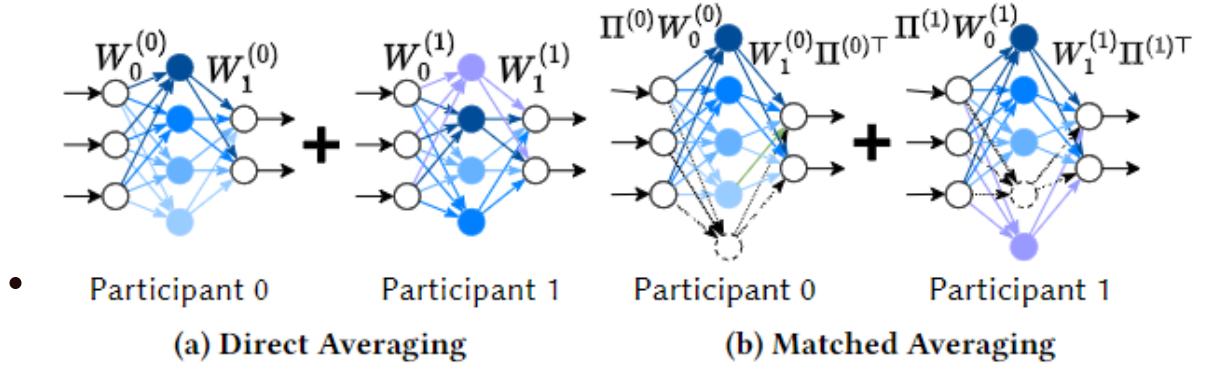 W_0^{(0)} W_1^{(0)} + W_0^{(1)} W_1^{(1)} Π^{(0)}W_0^{(0)} W_1^{(0)}Π^{(0)⊤} + Π^{(1)}W_0^{(1)} W_1^{(1)}Π^{(1)⊤}
• Participant 0 Participant 1 Participant 0 Participant 1
(a) Direct Averaging (b) Matched Averaging